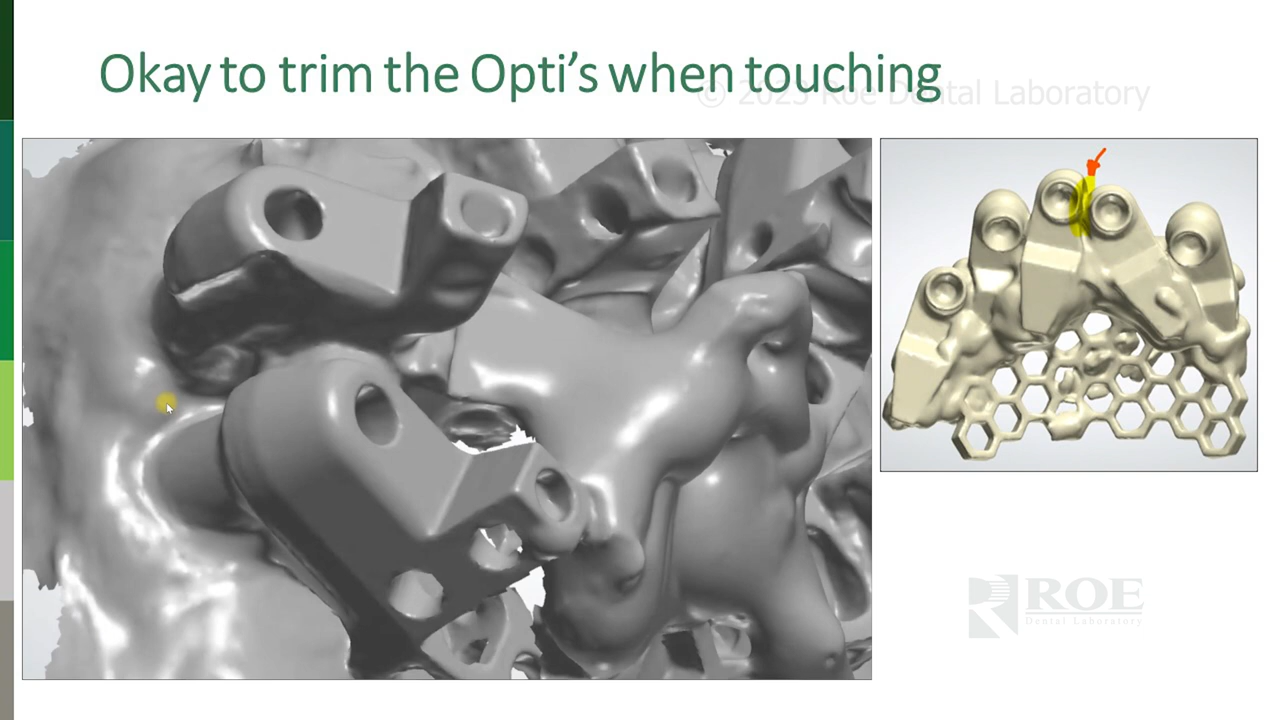 Okay to trim the Opti's when touching
© 2023 Roe Dental Laboratory
ROE
Dental Laboratory